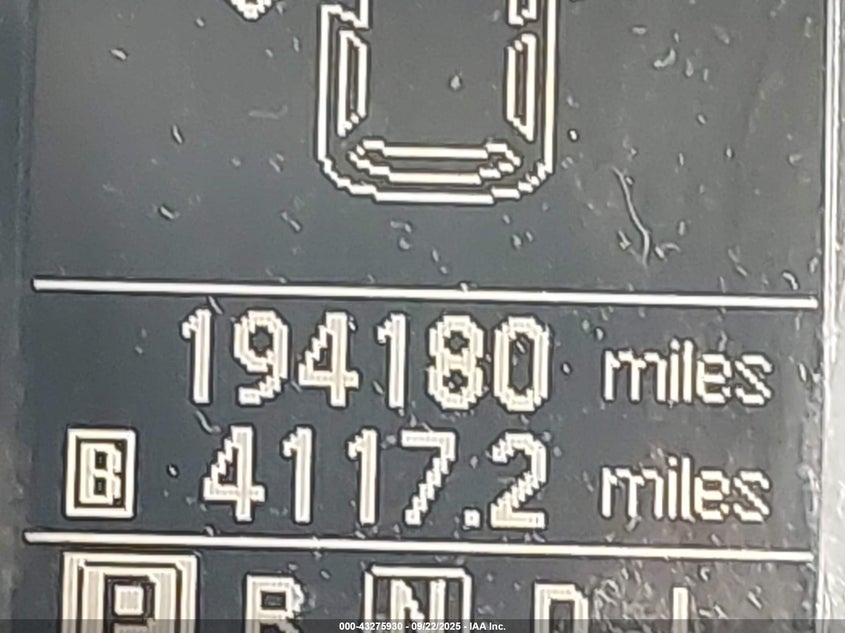 194180 miles
B 4117.2 miles
P R N D L
000-43275930 - 09/22/2025 - IAA Inc.